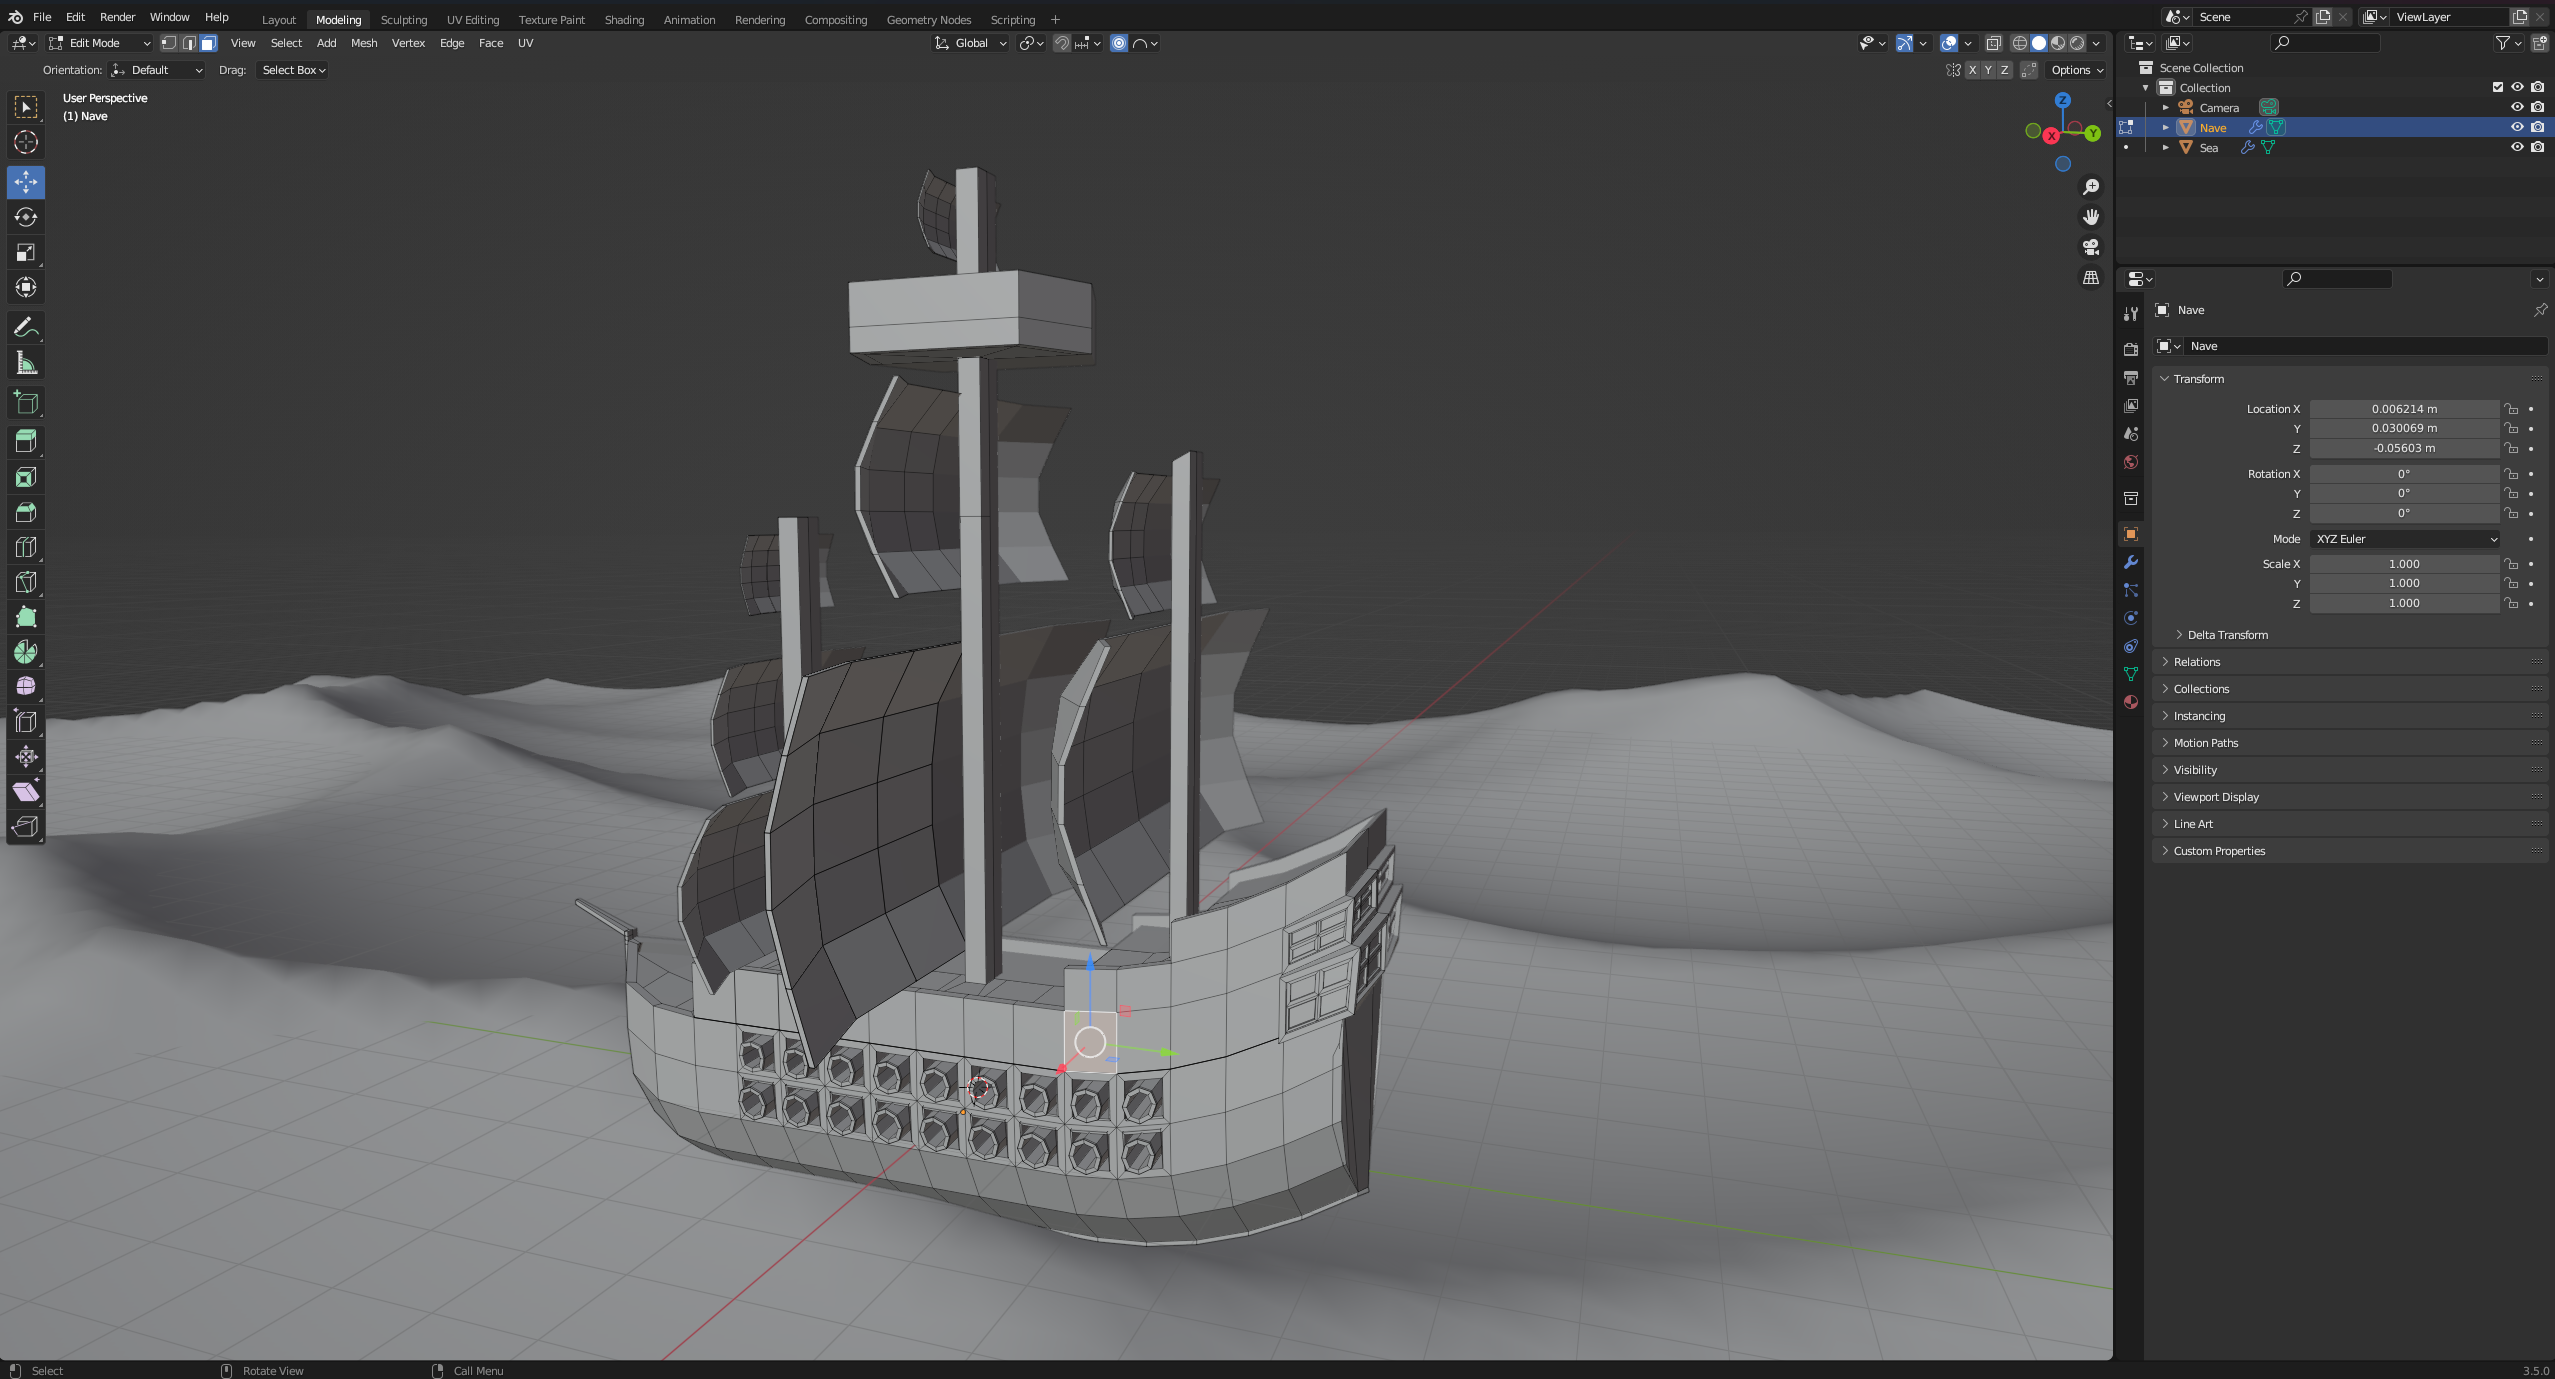 File Edit Render Window Help Layout Modeling Sculpting UV Editing Texture Paint Shading Animation Rendering Compositing Geometry Nodes Scripting + Scene ViewLayer
Edit Mode View Select Add Mesh Vertex Edge Face UV Global
Orientation: Default Drag: Select Box X Y Z Options
User Perspective
(1) Nave
Z
X
Y
Scene Collection
Collection
Camera
Nave
Sea
Nave
Nave
Transform
Location X 0.006214 m
Y 0.030069 m
Z -0.05603 m
Rotation X 0°
Y 0°
Z 0°
Mode XYZ Euler
Scale X 1.000
Y 1.000
Z 1.000
Delta Transform
Relations
Collections
Instancing
Motion Paths
Visibility
Viewport Display
Line Art
Custom Properties
Select Rotate View Call Menu 3.5.0